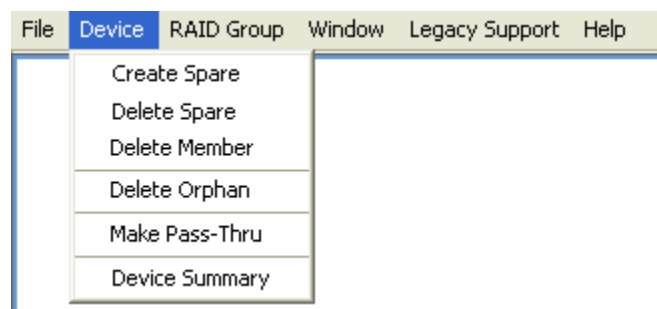 File Device RAID Group Window Legacy Support Help
Create Spare
Delete Spare
Delete Member
Delete Orphan
Make Pass-Thru
Device Summary